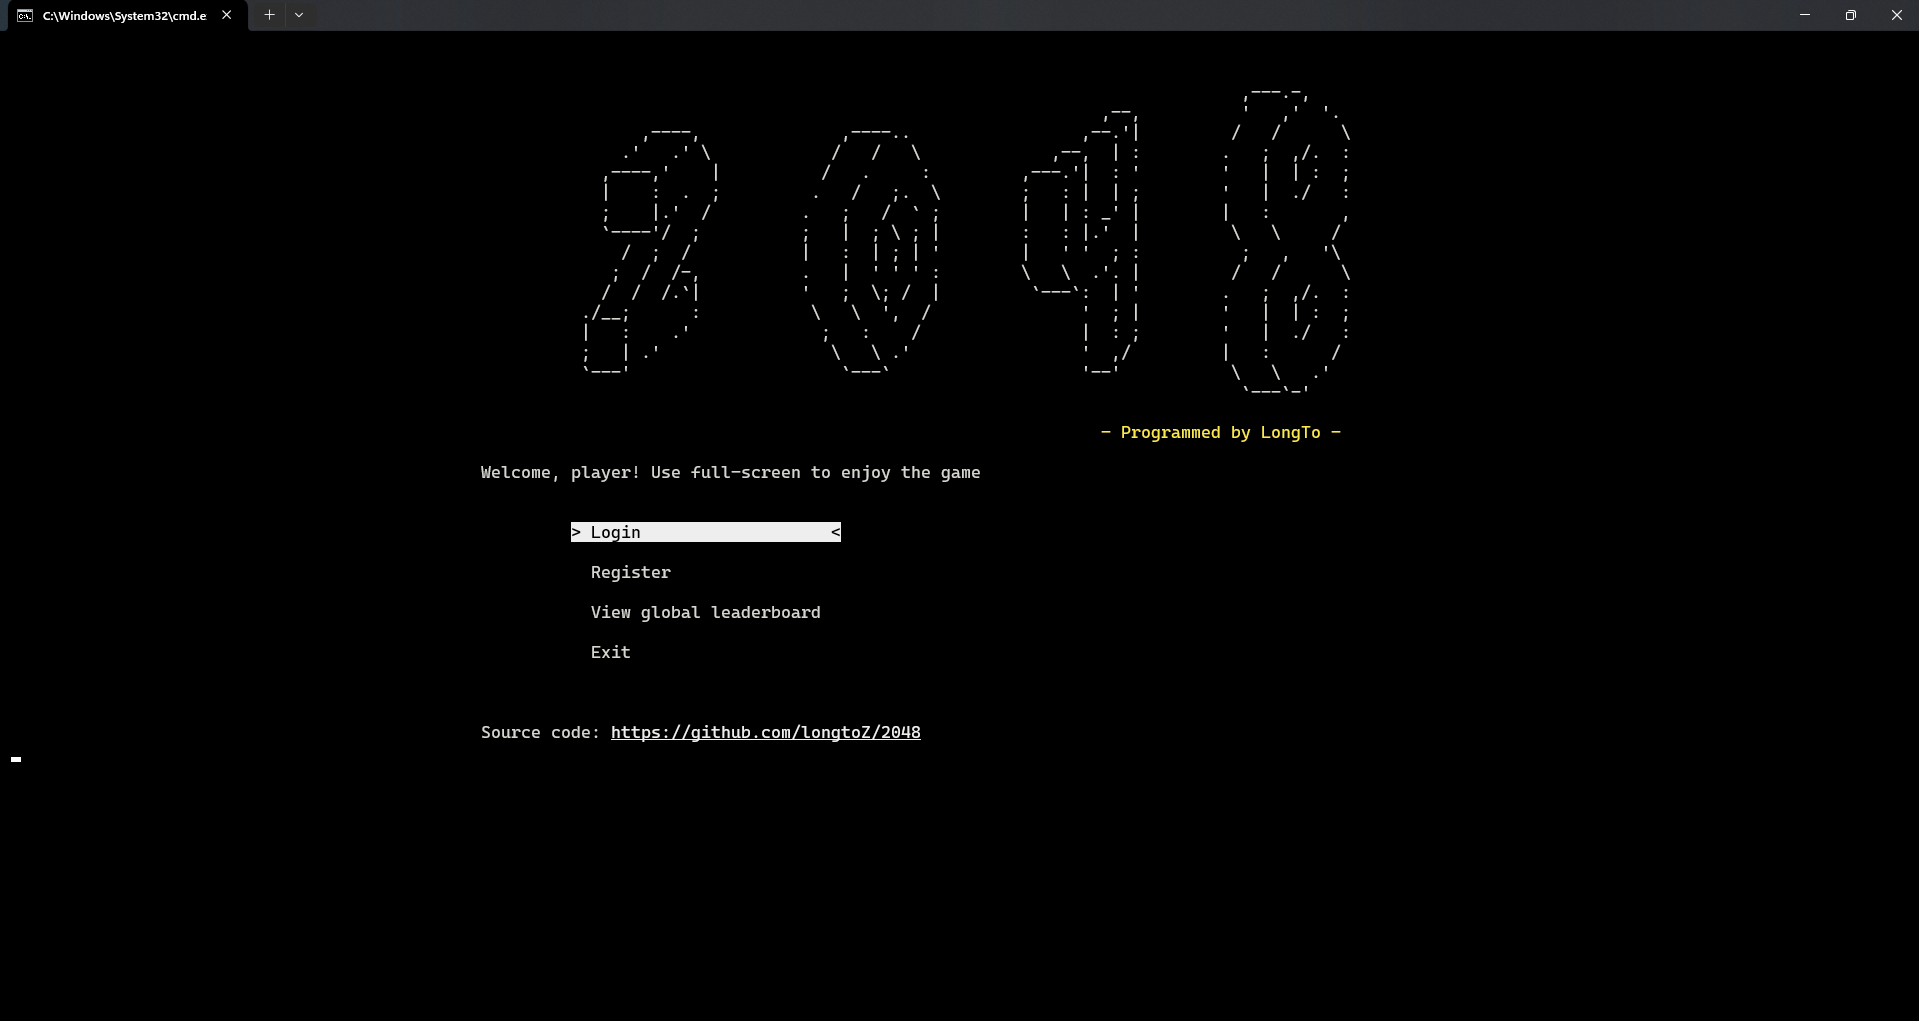 C:\Windows\System32\cmd.e
2048
- Programmed by LongTo -
Welcome, player! Use full-screen to enjoy the game
> Login <
Register
View global leaderboard
Exit
Source code: https://github.com/longtoZ/2048